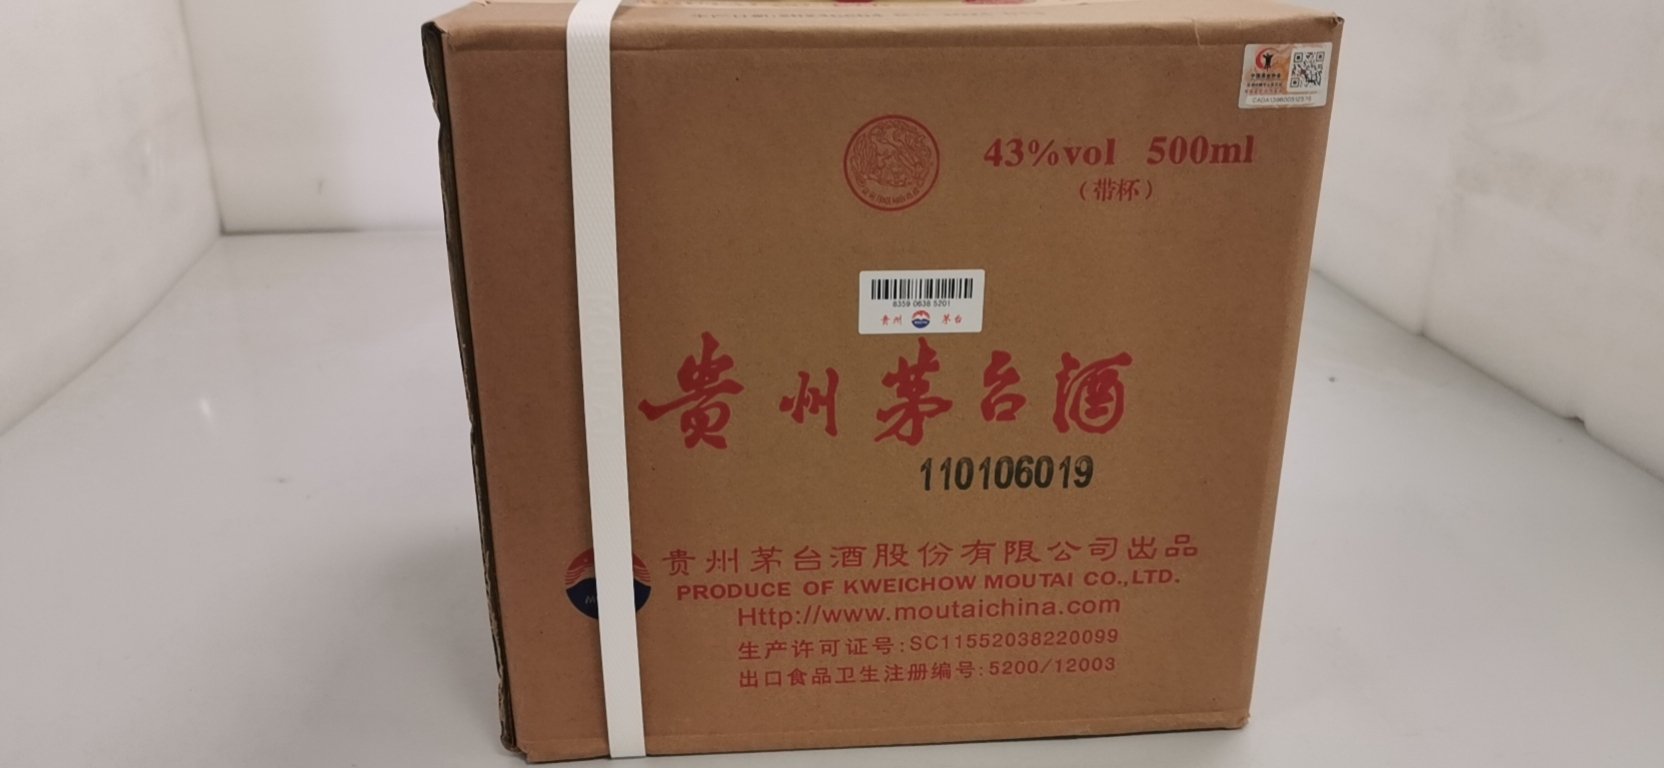 43%vol 500ml
(带杯)
8359 0638 5201
贵州 茅台
贵州茅台酒
110106019
贵州茅台酒股份有限公司出品
PRODUCE OF KWEICHOW MOUTAI CO.,LTD.
Http://www.moutaichina.com
生产许可证号:SC11552038220099
出口食品卫生注册编号:5200/12003